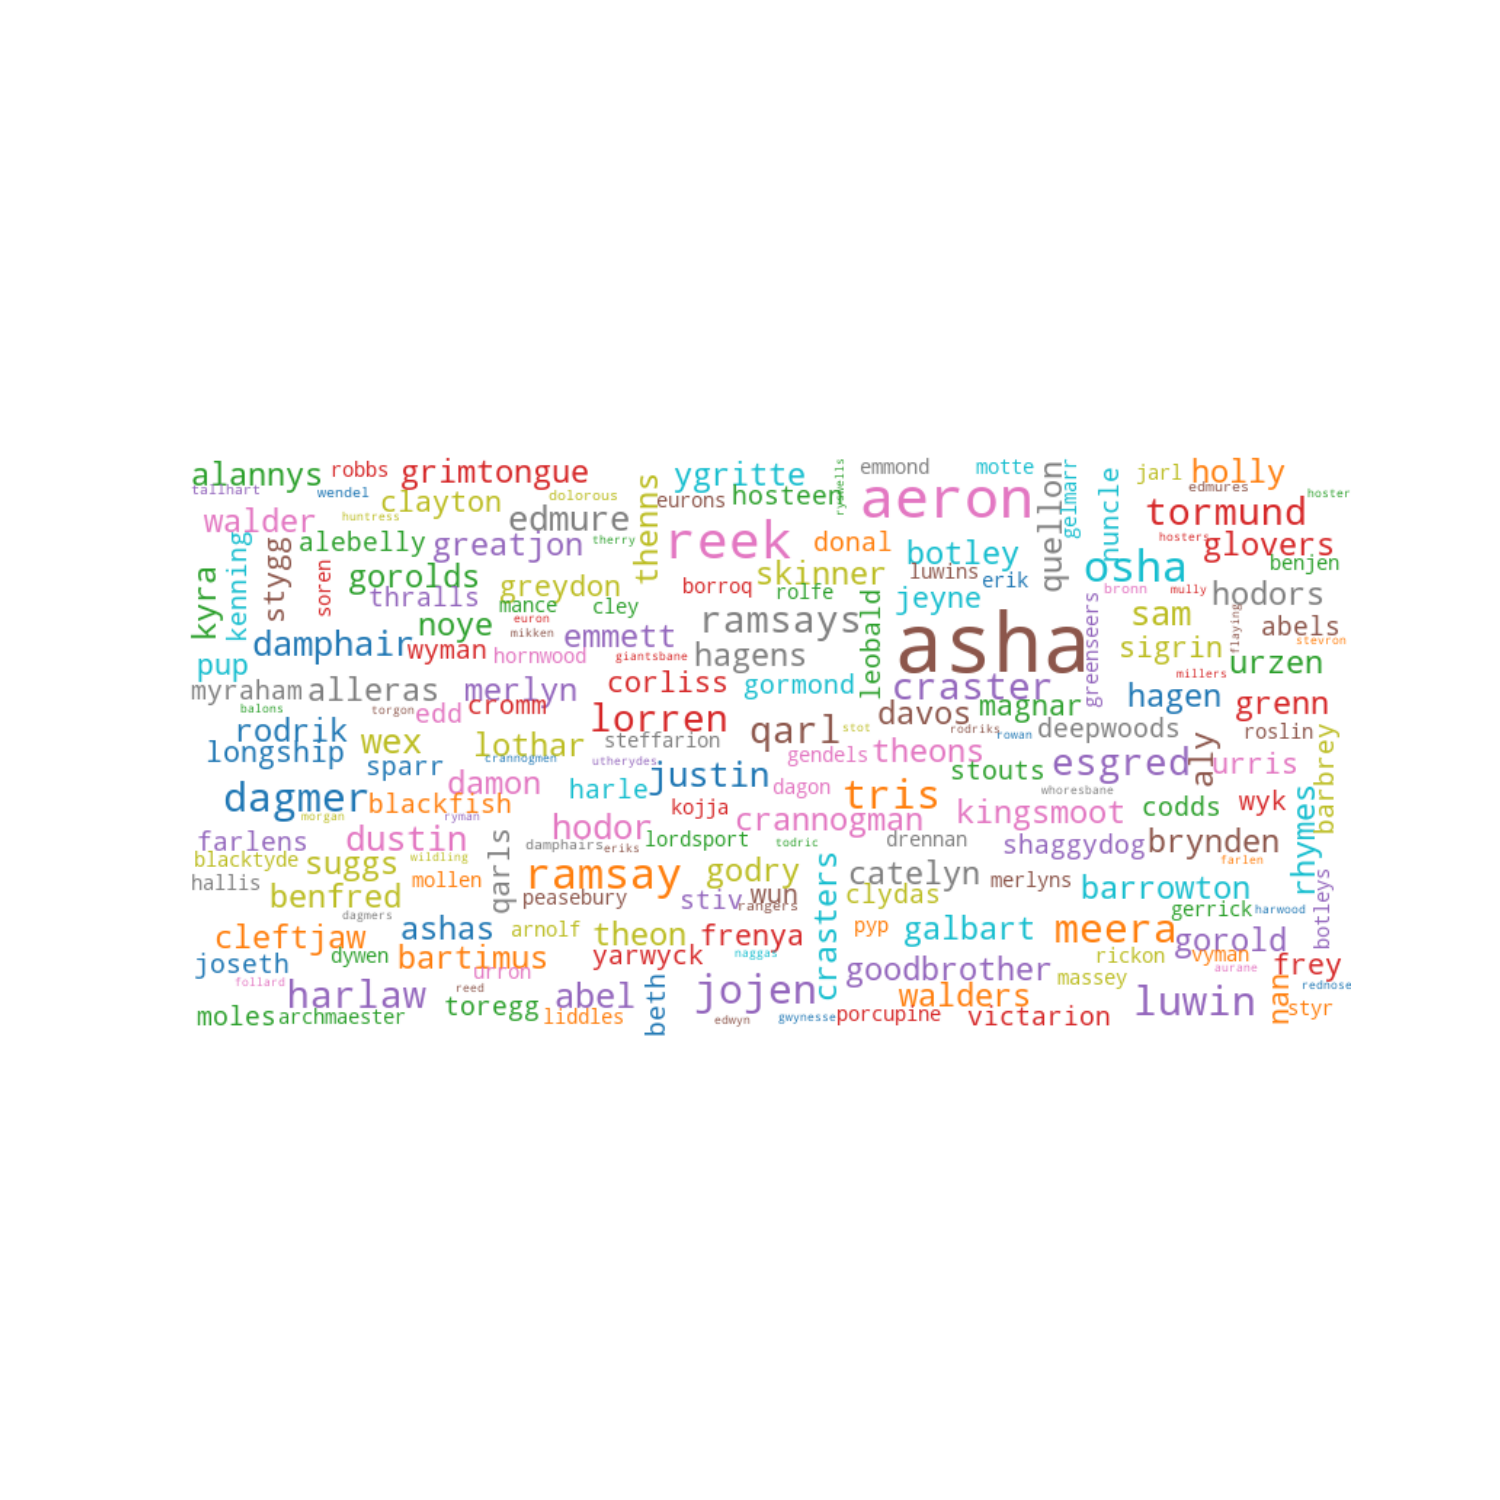 alannys robbs grimtongue ygritte ryswells emmond motte gelmarr jarl holly
tallhart wendel clayton dolorous eurons hosteen aeron quellon nuncle edmures hoster
walder huntress edmure thenns reek donal botley tormund hosters glovers
kenning stygg alebelly greatjon therry skinner luwins erik osha benjen
kyra soren gorolds thralls greydon mance cley borroq rolfe jeyne greenseers bronn mully hodors
damphair noye euron mikken emmett ramsays leobald asha sam flaying abels stevron
pup wyman hornwood giantsbane hagens sigrin urzen millers
myraham alleras merlyn corliss gormond craster magnar hagen grenn
balons torgon edd cromm lorren qarl stot davos rodriks rowan deepwoods roslin
rodrik wex lothar steffarion gendels theons aly barbrey
longship sparr crannogmen utherydes justin stouts esgred urris
dagmer damon harle dagon tris whoresbane
blackfish kojja crannogman kingsmoot codds wyk rhymes
morgan ryman
farlens dustin qarls hodor lordsport todric drennan shaggydog brynden
blacktyde suggs wildling damphairs eriks crasters farlen
hallis mollen ramsay godry catelyn merlyns barrowton botleys
benfred peasebury stiv wun rangers clydas gerrick harwood
dagmers ashas arnolf theon frenya pyp galbart meera gorold
cleftjaw dywen bartimus yarwyck naggas rickon vyman frey
joseth urron beth goodbrother massey aurane nan
follard harlaw reed abel jojen walders luwin rednose
moles archmaester toregg liddles edwyn gwynesse porcupine victarion styr